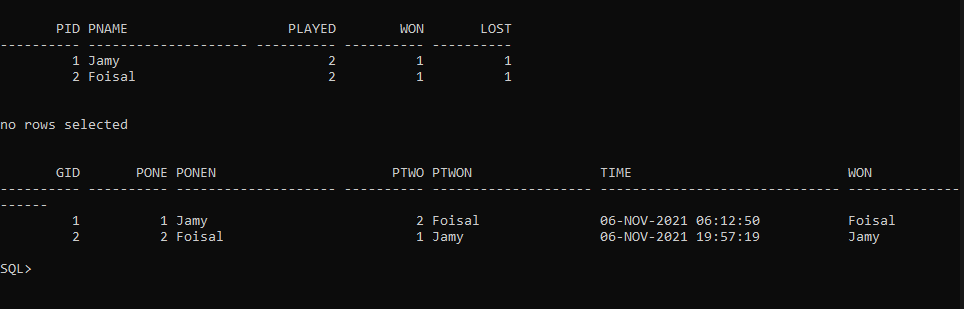 PID PNAME                    PLAYED        WON       LOST
---------- -------------------- ---------- ---------- ----------
         1 Jamy                          2          1          1
         2 Foisal                        2          1          1
no rows selected
       GID       PONE PONEN                      PTWO PTWON                TIME                           WON
---------- ---------- -------------------- ---------- -------------------- ------------------------------ --------------
------
         1          1 Jamy                          2 Foisal               06-NOV-2021 06:12:50           Foisal
         2          2 Foisal                        1 Jamy                 06-NOV-2021 19:57:19           Jamy
SQL>